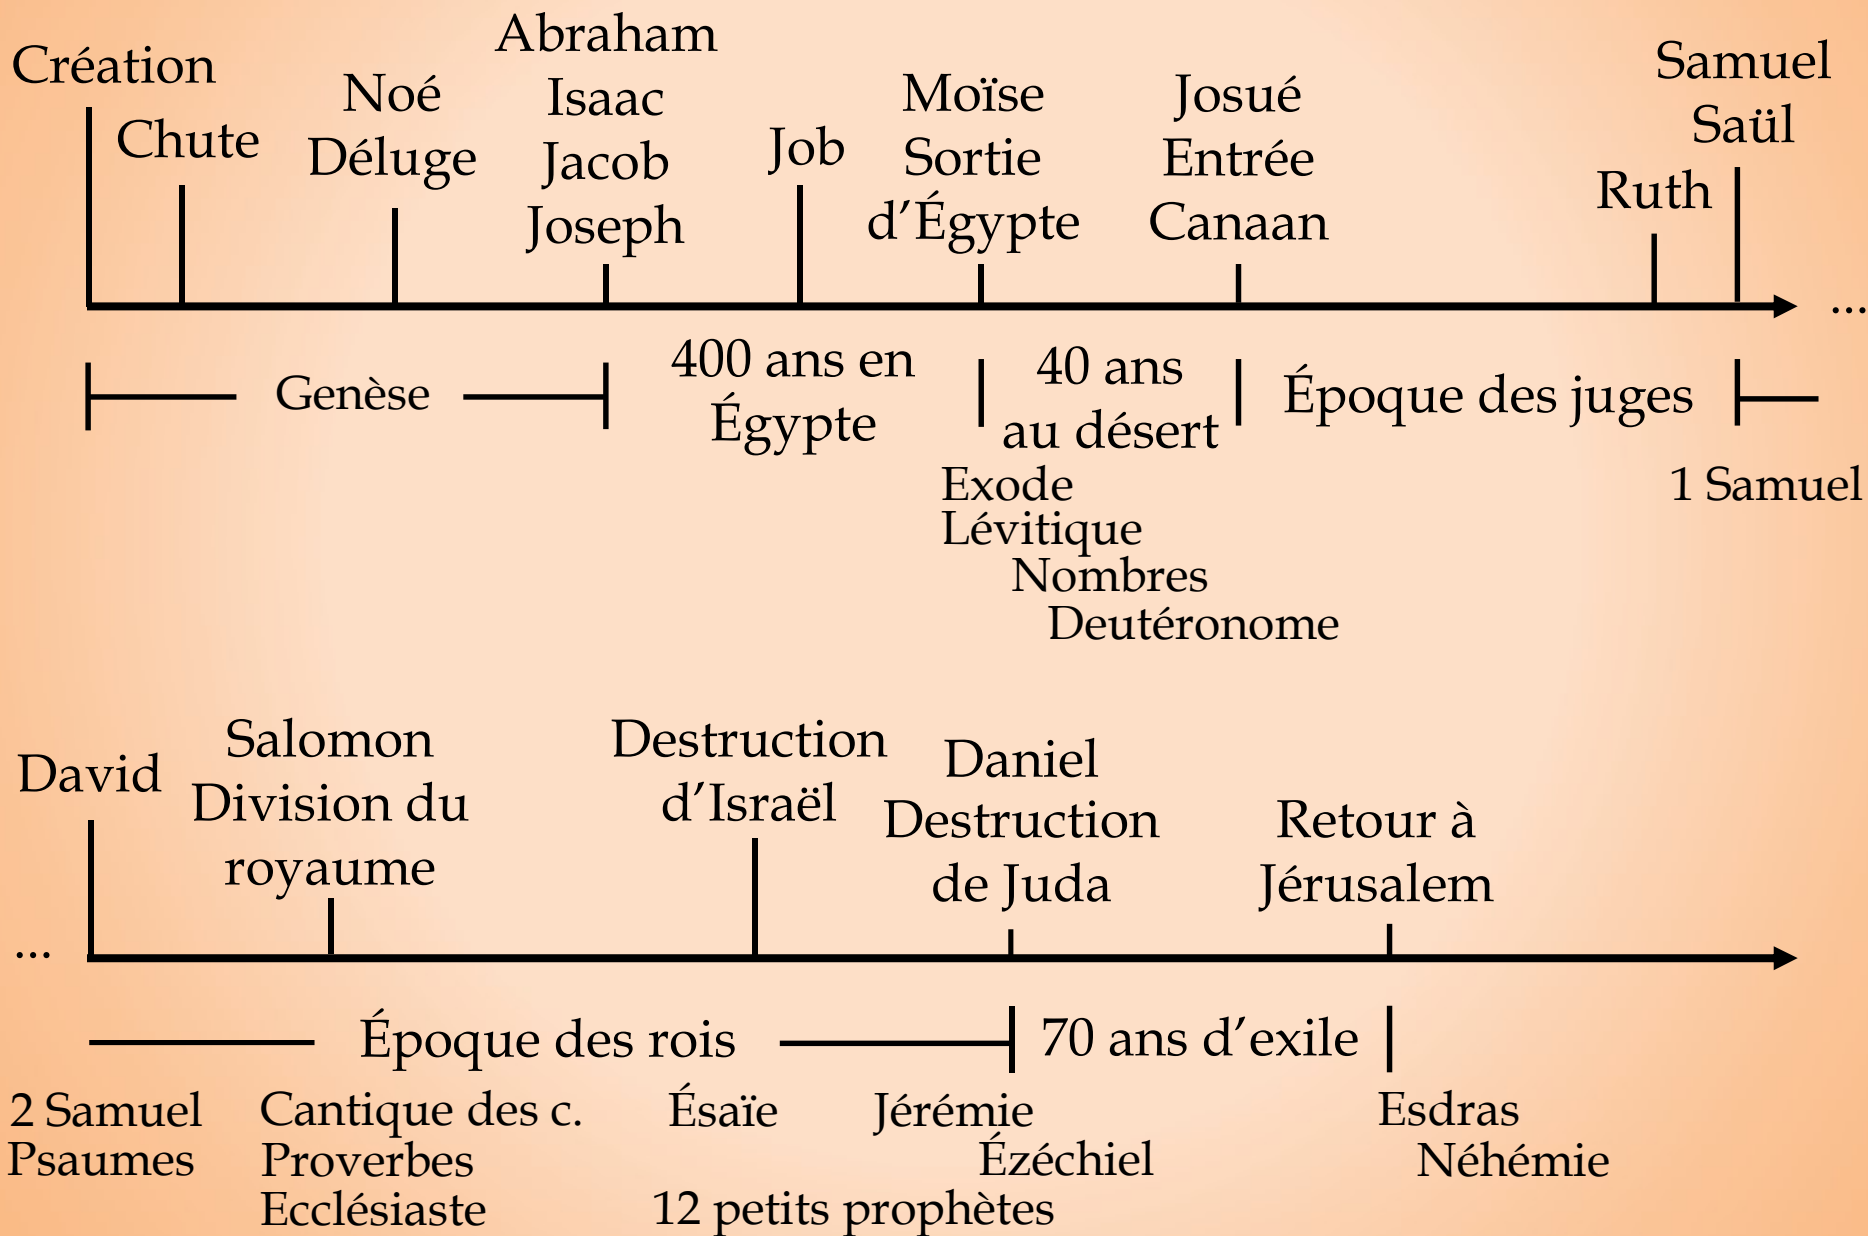 Création
Chute
Noé
Déluge
Abraham
Isaac
Jacob
Joseph
Job
Moïse
Sortie
d’Égypte
Josué
Entrée
Canaan
Ruth
Samuel
Saül
...
Genèse
400 ans en
Égypte
40 ans
au désert
Époque des juges
Exode
Lévitique
Nombres
Deutéronome
1 Samuel
...
David
Salomon
Division du
royaume
Destruction
d’Israël
Daniel
Destruction
de Juda
Retour à
Jérusalem
Époque des rois
70 ans d’exile
2 Samuel
Psaumes
Cantique des c.
Proverbes
Ecclésiaste
Ésaïe
Jérémie
Ézéchiel
12 petits prophètes
Esdras
Néhémie